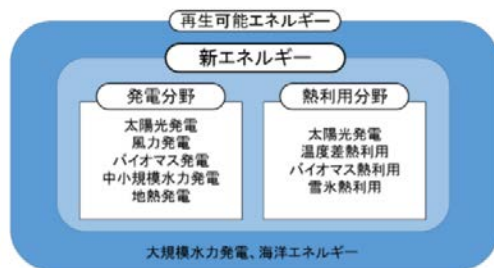 再生可能エネルギー
新エネルギー
発電分野
太陽光発電
風力発電
バイオマス発電
中小規模水力発電
地熱発電
熱利用分野
太陽光発電
温度差熱利用
バイオマス熱利用
雪氷熱利用
大規模水力発電、海洋エネルギー